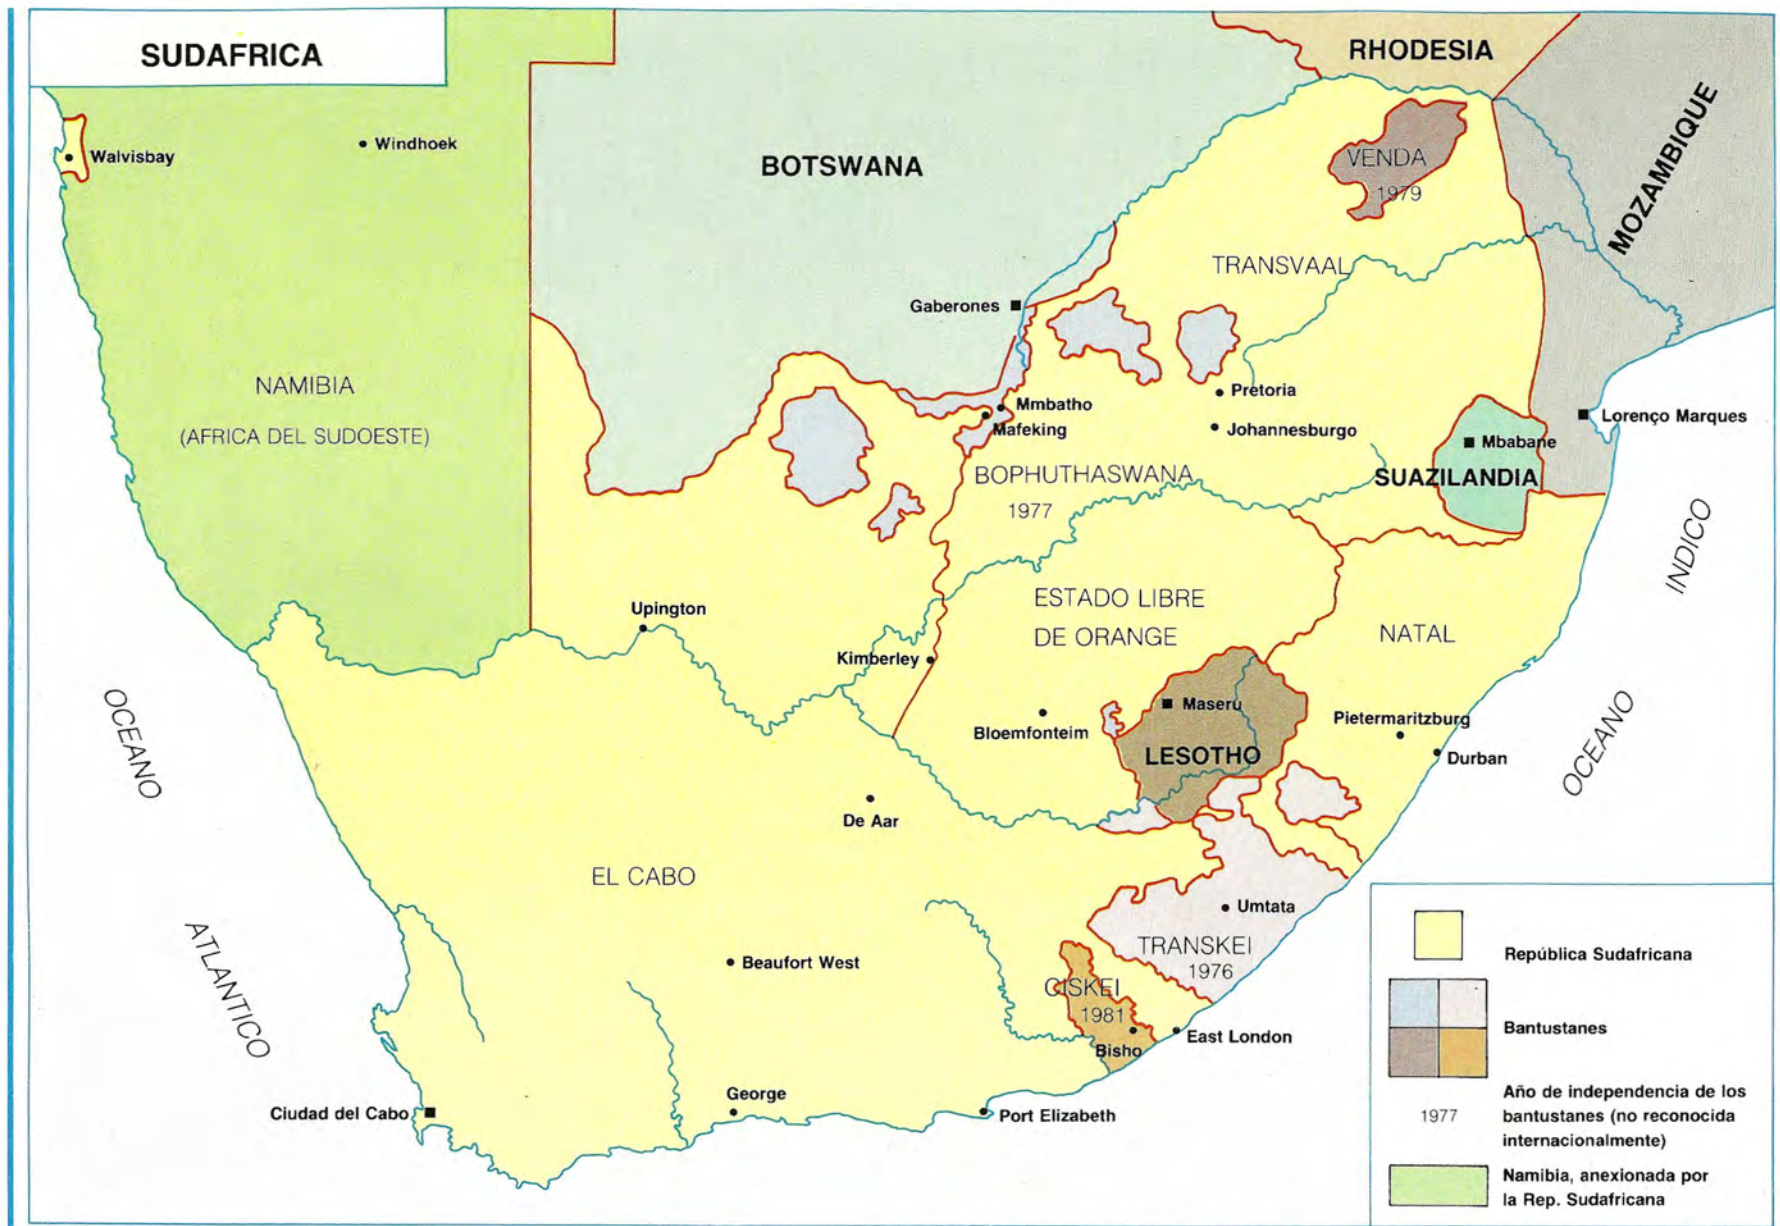 SUDAFRICA
RHODESIA
MOZAMBIQUE
Walvisbay
Windhoek
BOTSWANA
VENDA
1979
TRANSVAAL
Gaberones
NAMIBIA
(AFRICA DEL SUDOESTE)
Pretoria
Mmbatho
Mafeking
Johannesburgo
Lorenço Marques
Mbabane
SUAZILANDIA
BOPHUTHASWANA
1977
OCEANO INDICO
ESTADO LIBRE
DE ORANGE
NATAL
Upington
Kimberley
Maseru
LESOTHO
Bloemfonteim
Pietermaritzburg
Durban
OCEANO ATLANTICO
De Aar
EL CABO
Umtata
TRANSKEI
1976
Beaufort West
CISKEI
1981
Bisho
East London
Ciudad del Cabo
George
Port Elizabeth
República Sudafricana
Bantustanes
1977
Año de independencia de los
bantustanes (no reconocida
internacionalmente)
Namibia, anexionada por
la Rep. Sudafricana